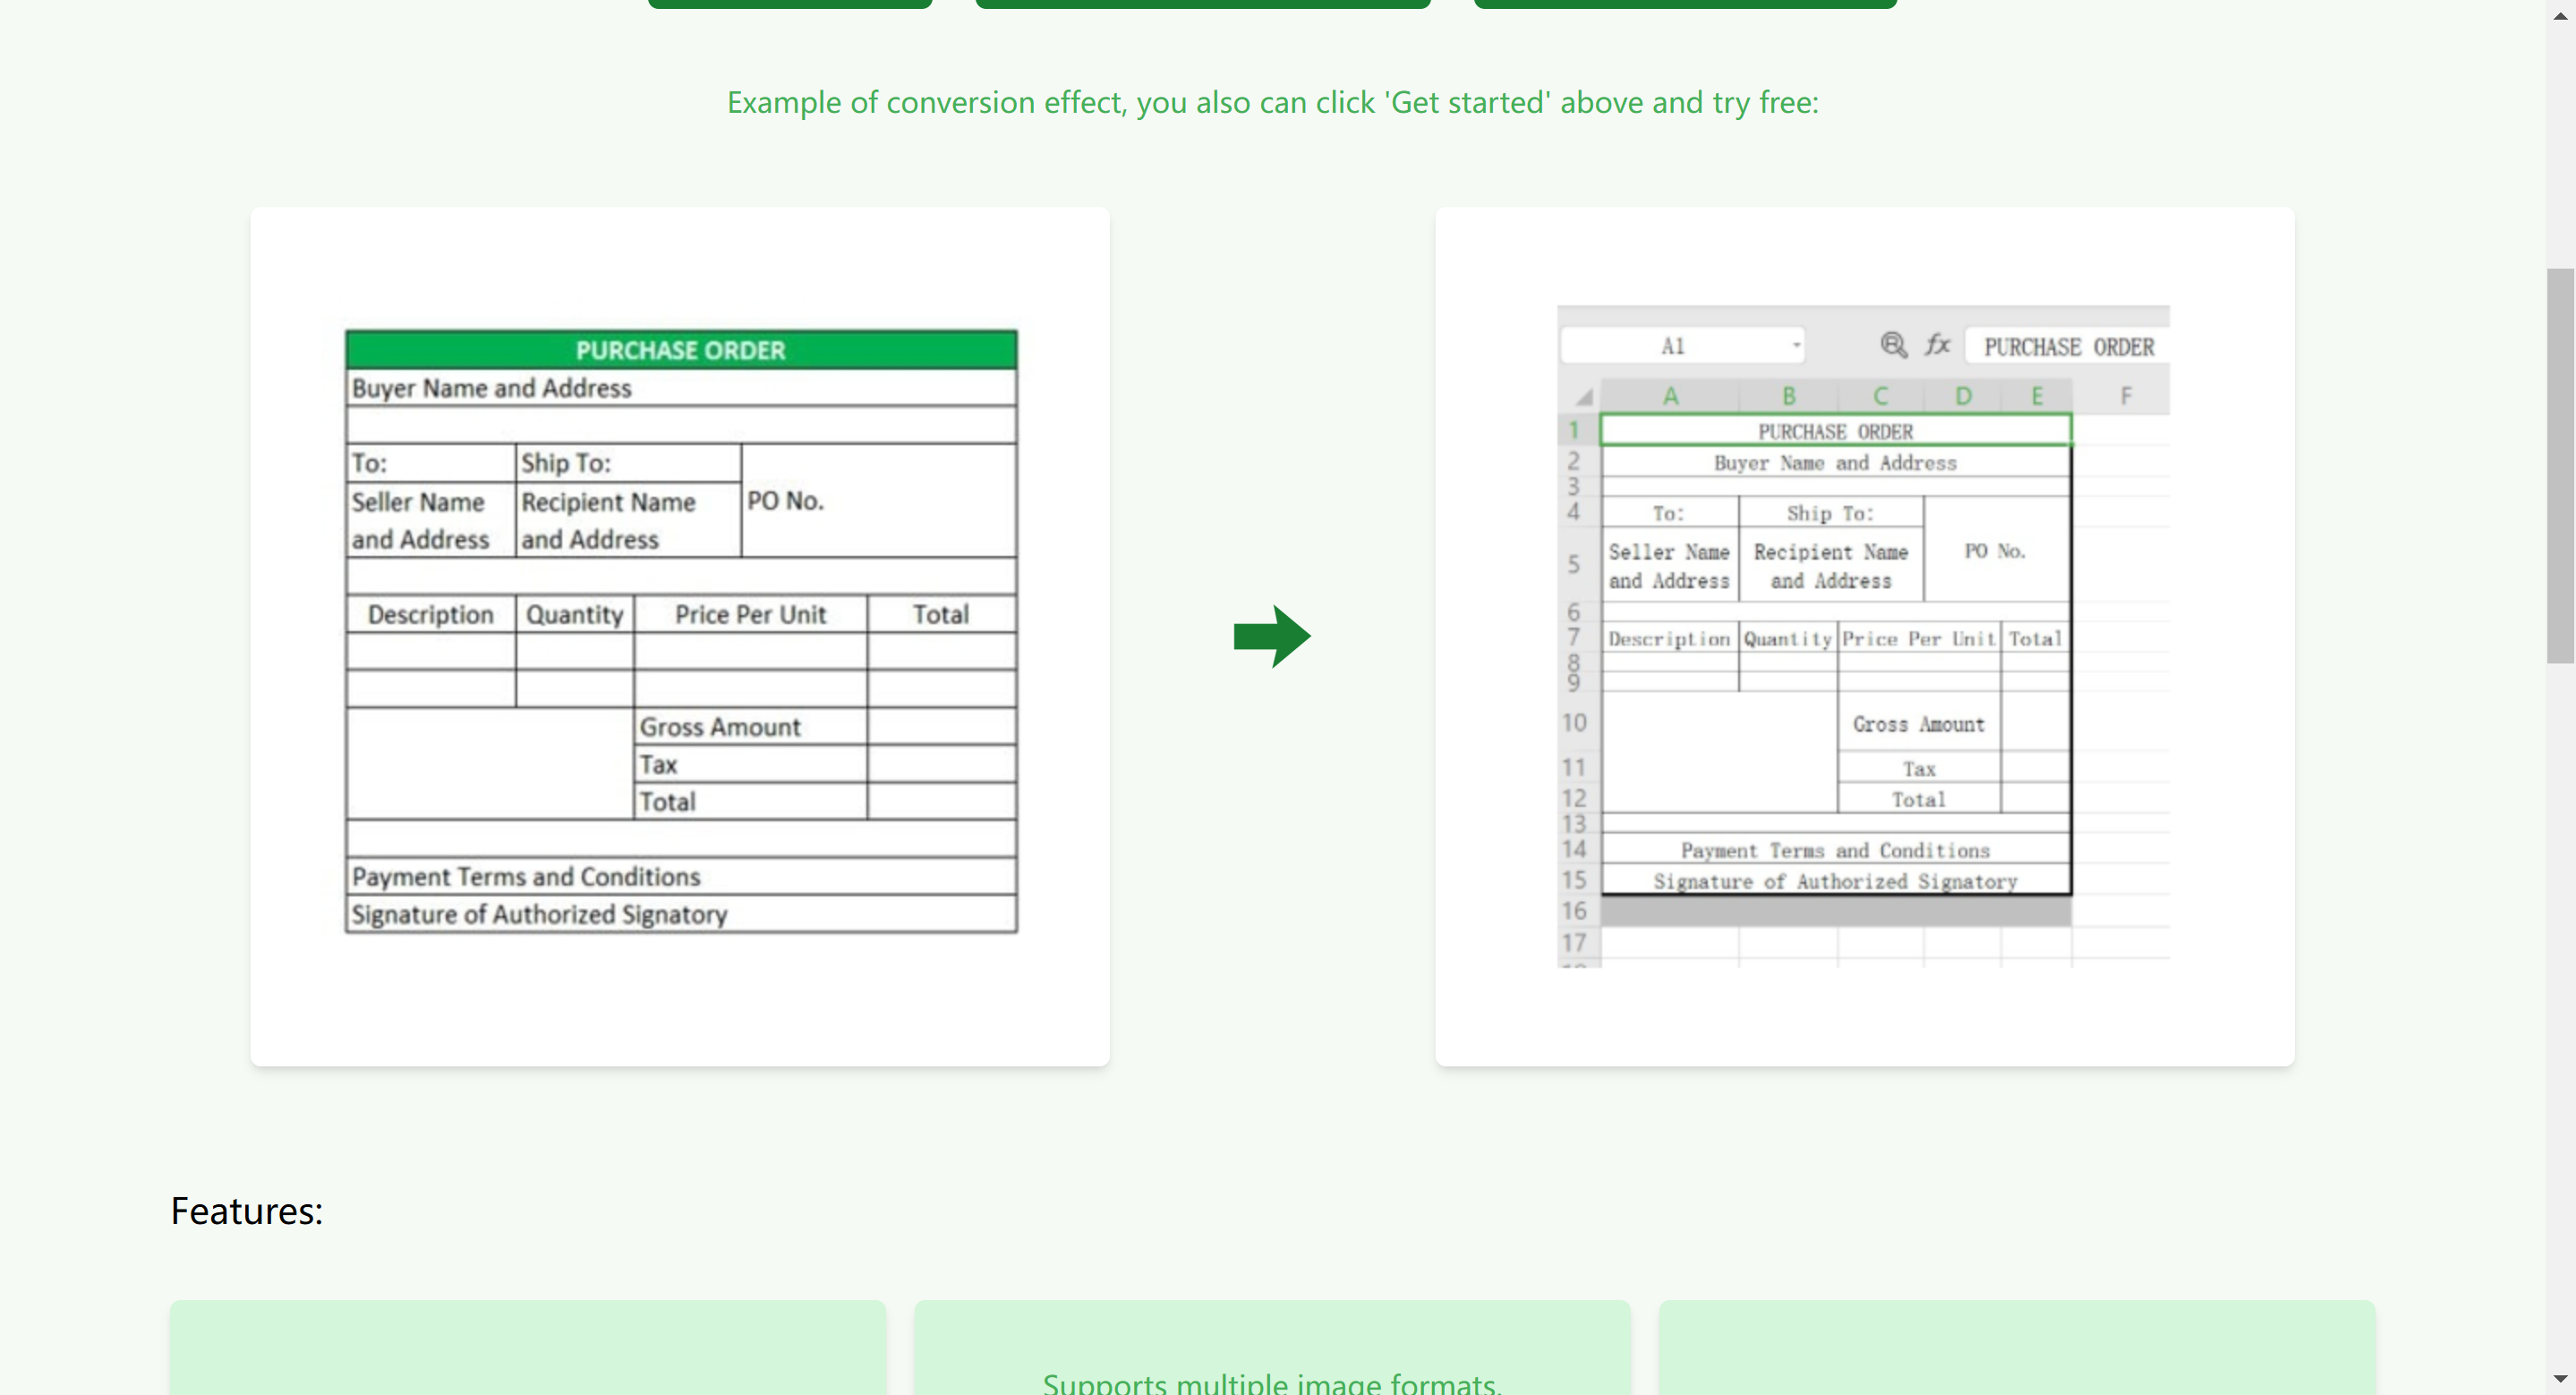 Example of conversion effect, you also can click 'Get started' above and try free:
PURCHASE ORDER
Buyer Name and Address
To:
Ship To:
Seller Name
and Address
Recipient Name
and Address
PO No.
Description Quantity Price Per Unit Total
Gross Amount
Tax
Total
Payment Terms and Conditions
Signature of Authorized Signatory
A1 fx PURCHASE ORDER
A B C D E F
1 PURCHASE ORDER
2 Buyer Name and Address
3
4 To: Ship To:
5 Seller Name
and Address
Recipient Name
and Address
PO No.
6
7 Description Quantity Price Per Unit Total
8
9
10 Gross Amount
11 Tax
12 Total
13
14 Payment Terms and Conditions
15 Signature of Authorized Signatory
16
17
Features:
Supports multiple image formats.